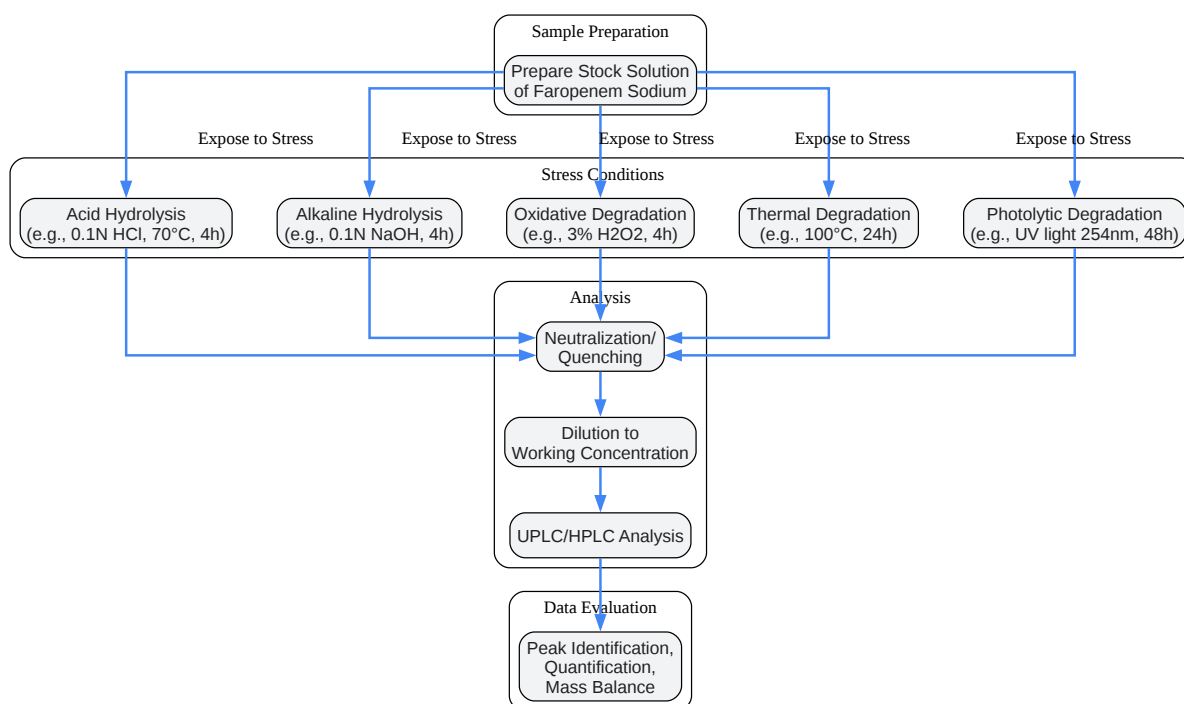 Sample Preparation
Prepare Stock Solution
of Faropenem Sodium
Expose to Stress
Expose to Stress
Expose to Stress
Expose to Stress
Expose to Stress
Stress Conditions
Acid Hydrolysis
(e.g., 0.1N HCl, 70°C, 4h)
Alkaline Hydrolysis
(e.g., 0.1N NaOH, 4h)
Oxidative Degradation
(e.g., 3% H2O2, 4h)
Thermal Degradation
(e.g., 100°C, 24h)
Photolytic Degradation
(e.g., UV light 254nm, 48h)
Analysis
Neutralization/
Quenching
Dilution to
Working Concentration
UPLC/HPLC Analysis
Data Evaluation
Peak Identification,
Quantification,
Mass Balance